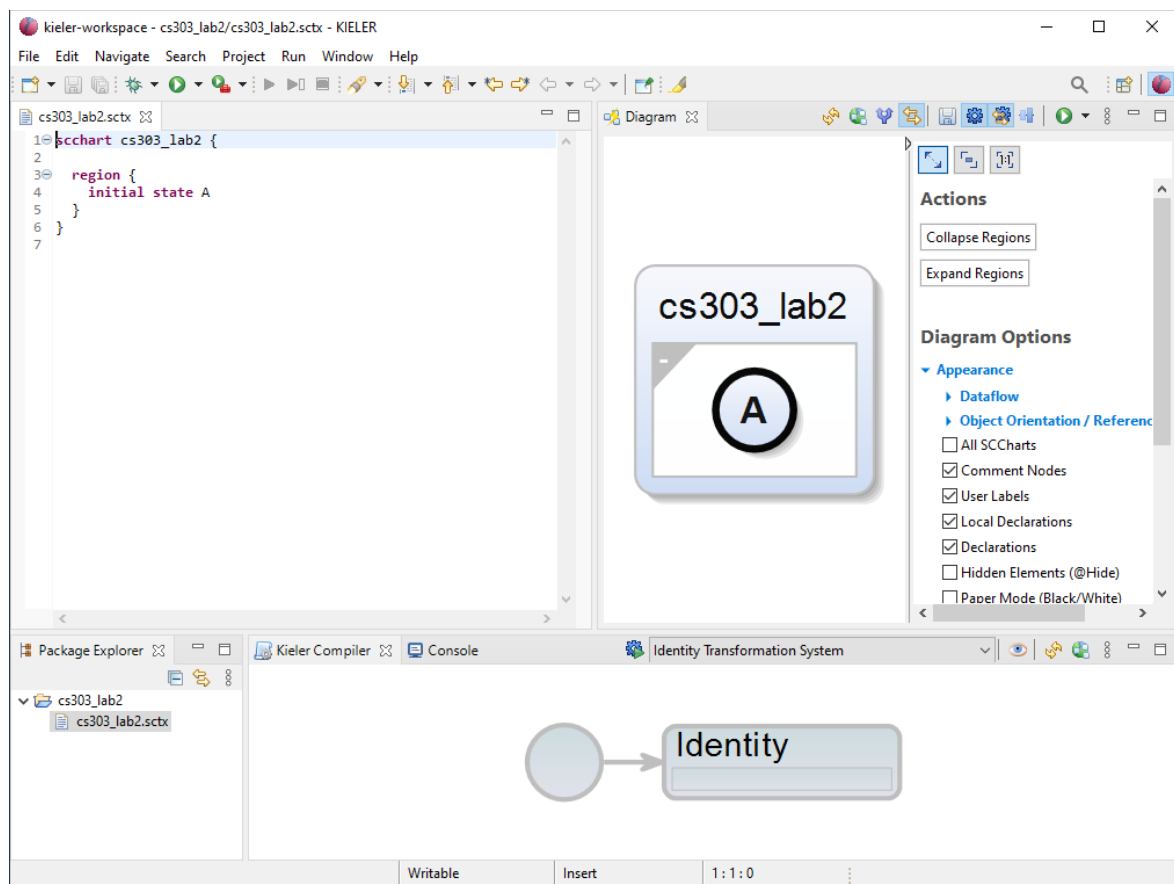 kieler-workspace - cs303_lab2/cs303_lab2.sctx - KIELER
File Edit Navigate Search Project Run Window Help
cs303_lab2.sctx
1 scchart cs303_lab2 {
2
3 region {
4 initial state A
5 }
6 }
7
Diagram
cs303_lab2
-
A
Actions
Collapse Regions
Expand Regions
Diagram Options
Appearance
Dataflow
Object Orientation / Referenc
All SCCharts
Comment Nodes
User Labels
Local Declarations
Declarations
Hidden Elements (@Hide)
Paper Mode (Black/White)
Package Explorer
cs303_lab2
cs303_lab2.sctx
Kieler Compiler
Console
Identity Transformation System
Identity
Writable
Insert
1 : 1 : 0